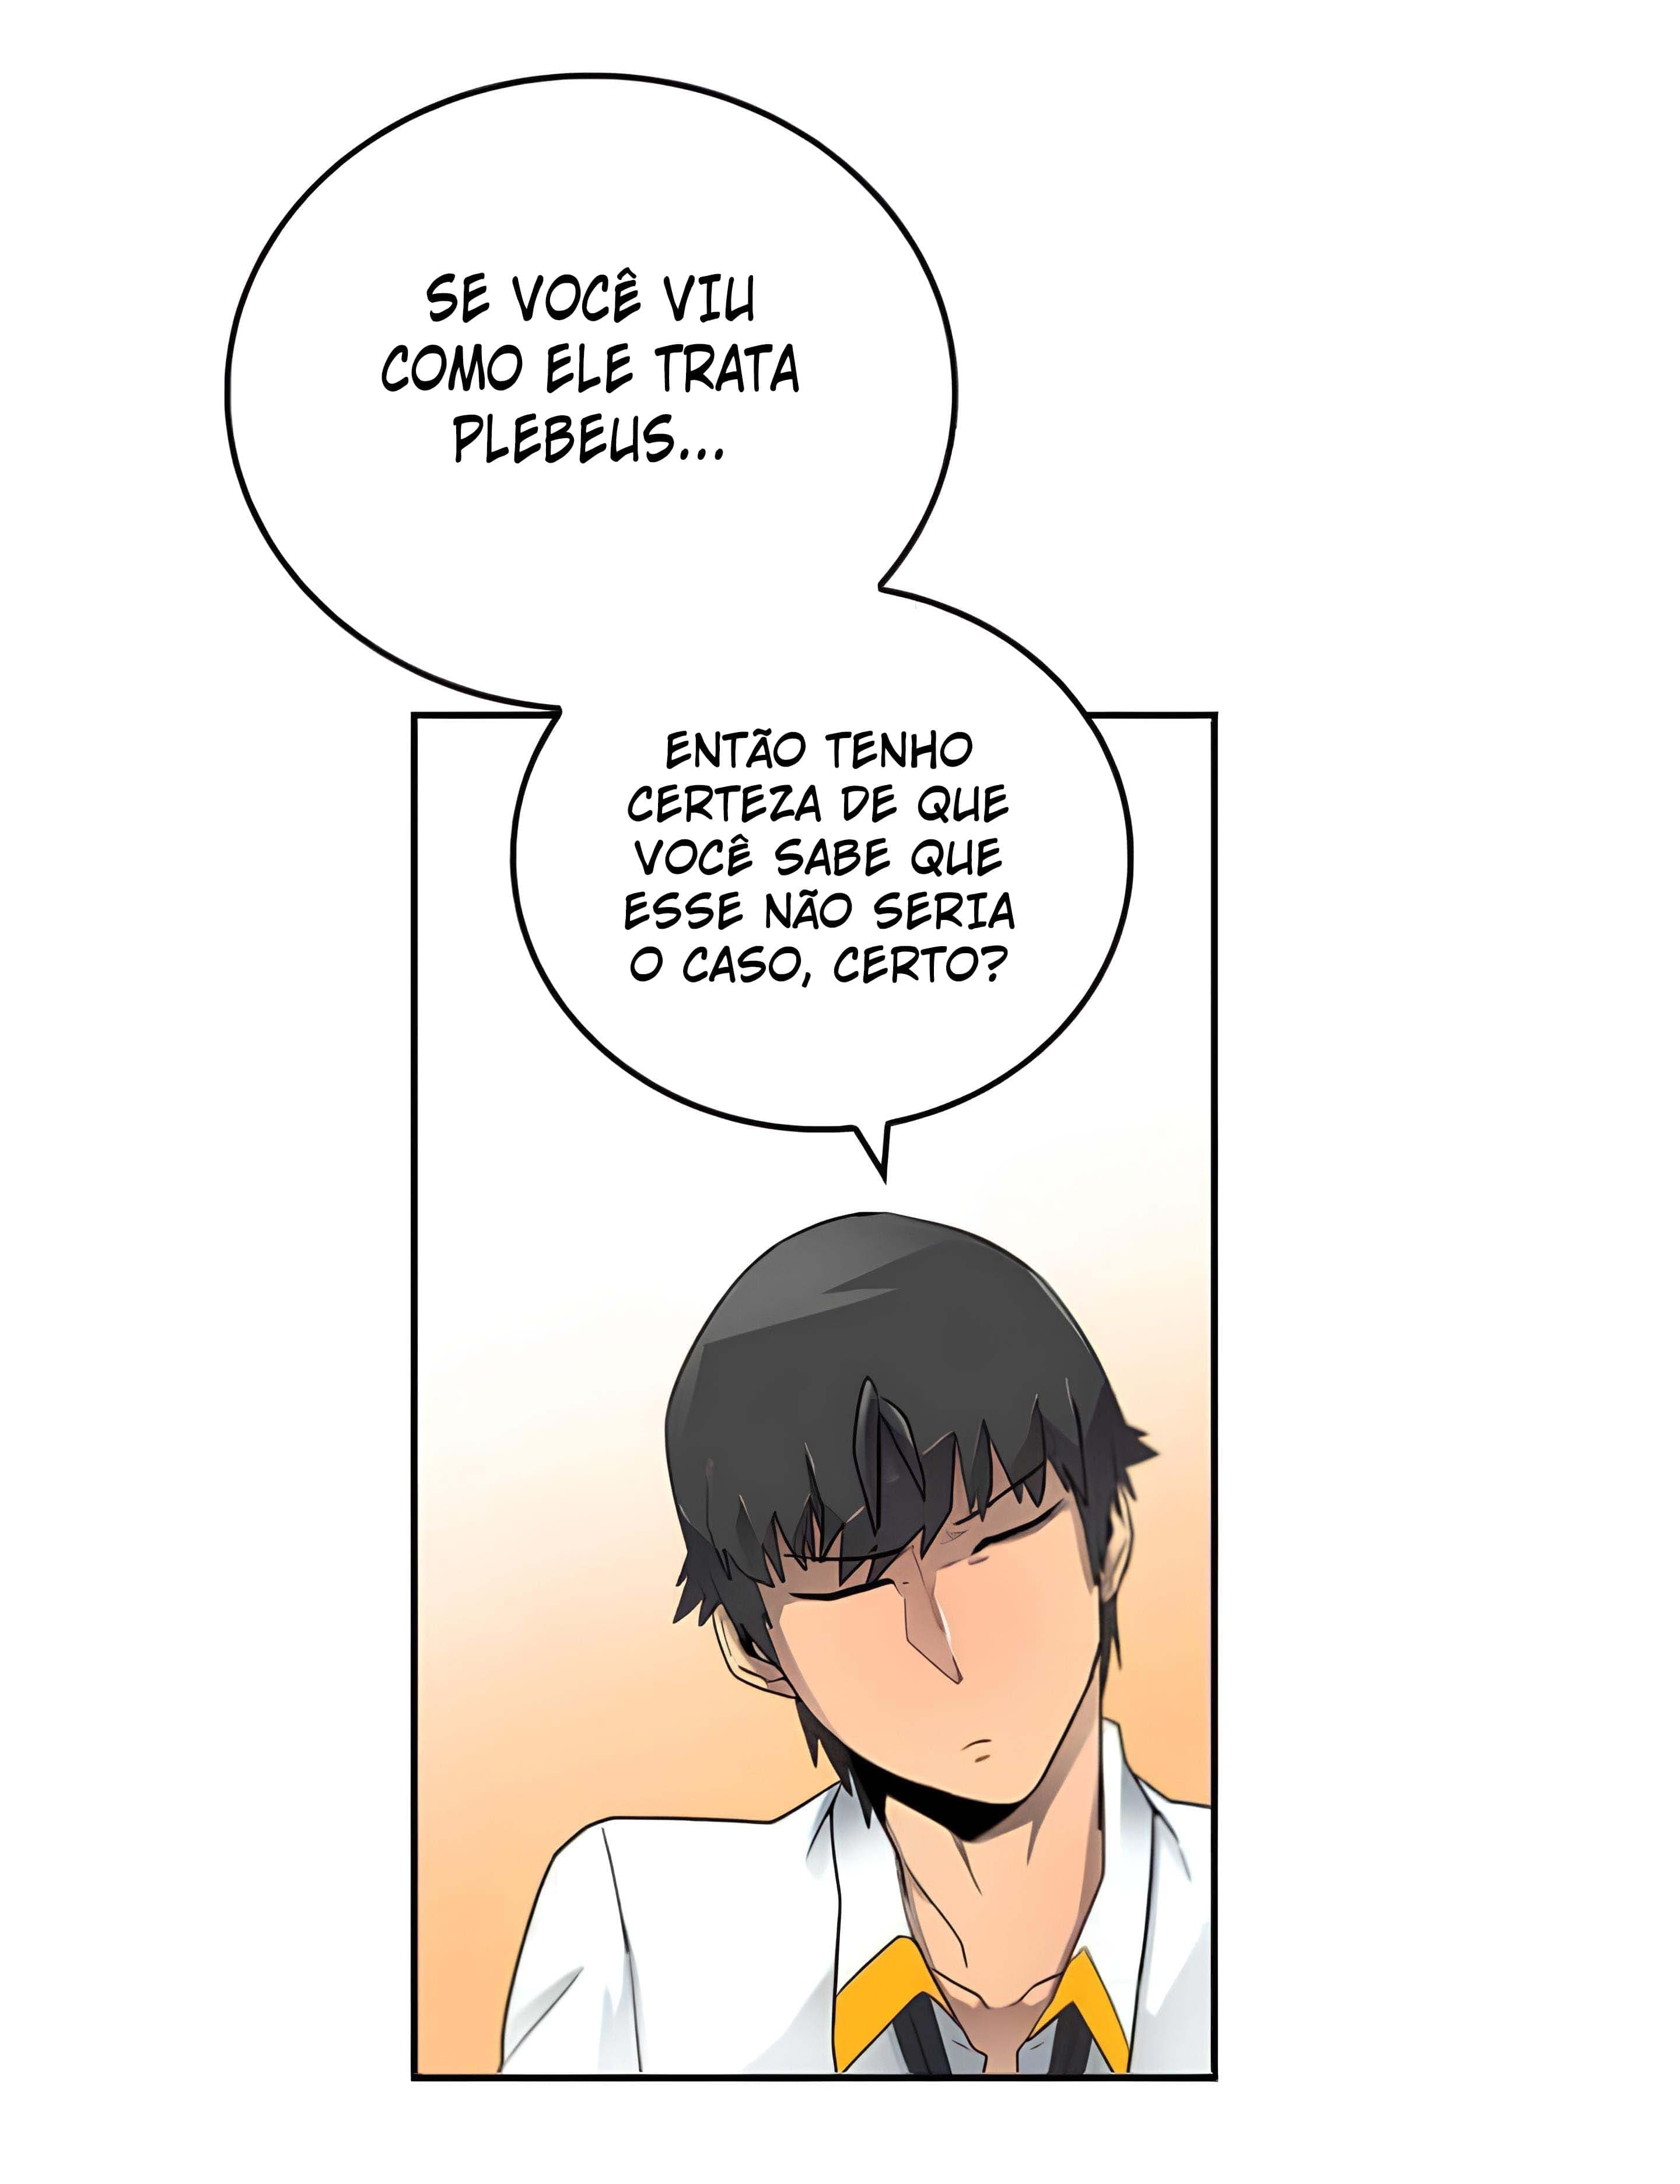 SE VOCÊ VIU
COMO ELE TRATA
PLEBEUS...
ENTÃO TENHO
CERTEZA DE QUE
VOCÊ SABE QUE
ESSE NÃO SERIA
O CASO, CERTO?